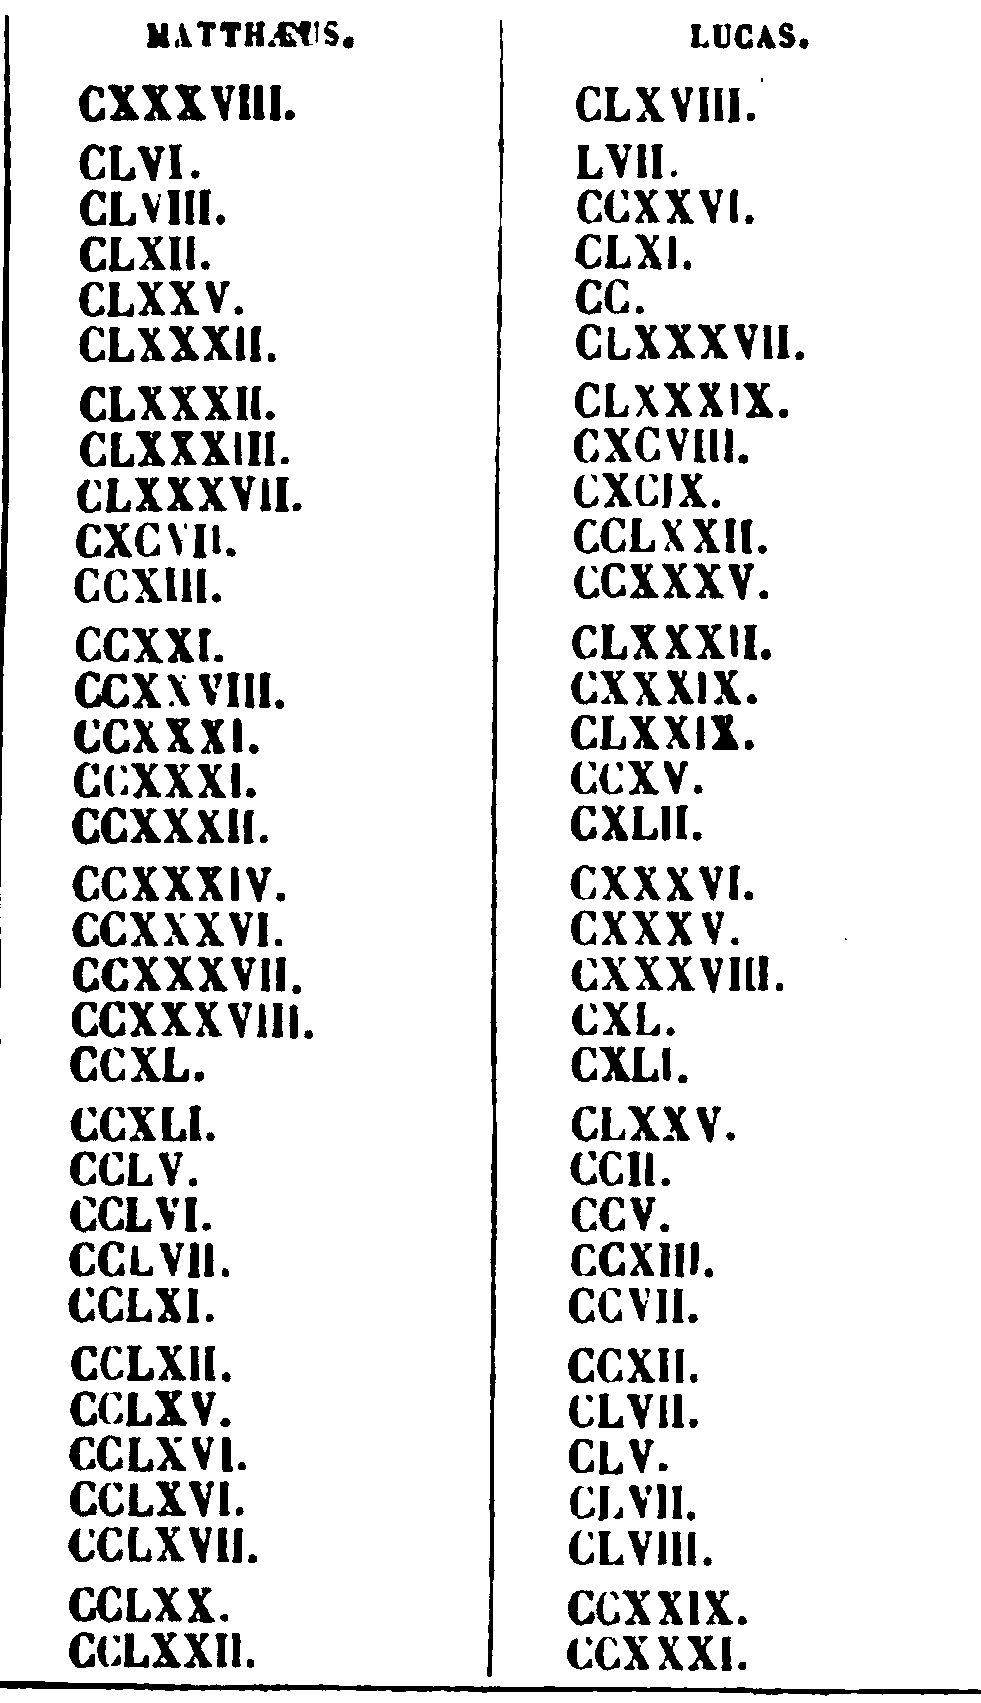 MATTHÆUS. LUCAS.
CXXXVIII. CLXVIII.
CLVI. LVII.
CLVIII. CCXXVI.
CLXII. CLXI.
CLXXV. CC.
CLXXXII. CLXXXVII.
CLXXXII. CLXXXIX.
CLXXXIII. CXCVIII.
CLXXXVII. CXCIX.
CXCVII. CCLXXII.
CCXIII. CCXXXV.
CCXXI. CLXXXII.
CCXXVIII. CXXXIX.
CCXXXI. CLXXIX.
CCXXXI. CCXV.
CCXXXII. CXLII.
CCXXXIV. CXXXVI.
CCXXXVI. CXXXV.
CCXXXVII. CXXXVIII.
CCXXXVIII. CXL.
CCXL. CXLI.
CCXLI. CLXXV.
CCLV. CCII.
CCLVI. CCV.
CCLVII. CCXIII.
CCLXI. CCVII.
CCLXII. CCXII.
CCLXV. CLVII.
CCLXVI. CLV.
CCLXVI. CLVII.
CCLXVII. CLVIII.
CCLXX. CCXXIX.
CCLXXII. CCXXXI.